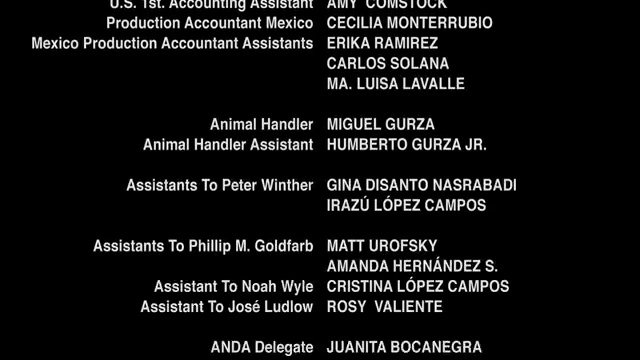 U.S. 1st. Accounting Assistant AMY COMSTOCK
Production Accountant Mexico CECILIA MONTERRUBIO
Mexico Production Accountant Assistants ERIKA RAMIREZ
CARLOS SOLANA
MA. LUISA LAVALLE
Animal Handler MIGUEL GURZA
Animal Handler Assistant HUMBERTO GURZA JR.
Assistants To Peter Winther GINA DISANTO NASRABADI
IRAZÚ LÓPEZ CAMPOS
Assistants To Phillip M. Goldfarb MATT UROFSKY
AMANDA HERNÁNDEZ S.
Assistant To Noah Wyle CRISTINA LÓPEZ CAMPOS
Assistant To José Ludlow ROSY VALIENTE
ANDA Delegate JUANITA BOCANEGRA